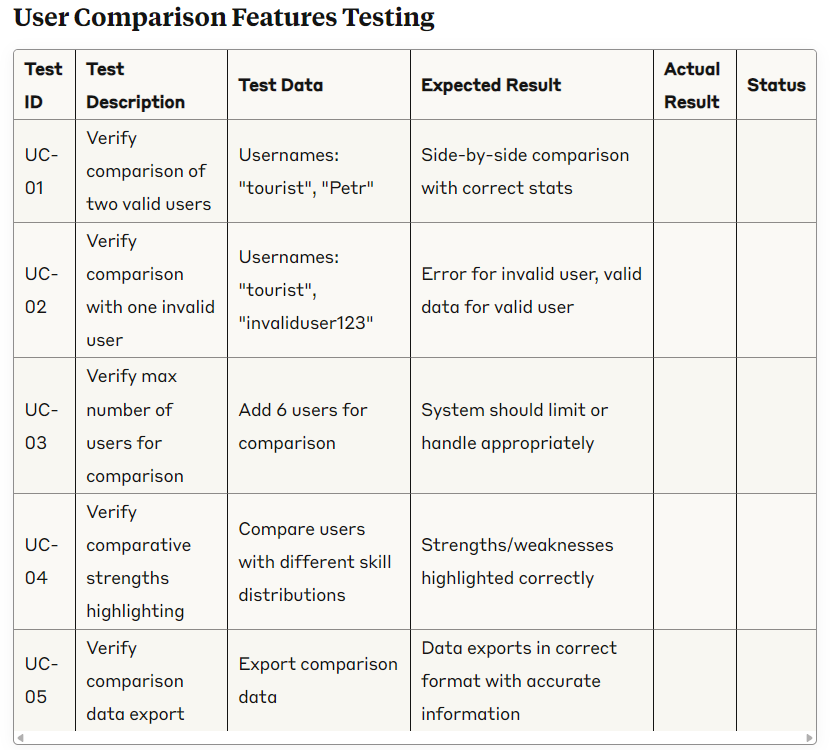 User Comparison Features Testing
Test
ID
Test
Description
Test Data
Expected Result
Actual
Result
Status
UC-
01
Verify
comparison of
two valid users
Usernames:
"tourist", "Petr"
Side-by-side comparison
with correct stats
UC-
02
Verify
comparison
with one invalid
user
Usernames:
"tourist",
"invaliduser123"
Error for invalid user, valid
data for valid user
UC-
03
Verify max
number of
users for
comparison
Add 6 users for
comparison
System should limit or
handle appropriately
UC-
04
Verify
comparative
strengths
highlighting
Compare users
with different skill
distributions
Strengths/weaknesses
highlighted correctly
UC-
05
Verify
comparison
data export
Export comparison
data
Data exports in correct
format with accurate
information